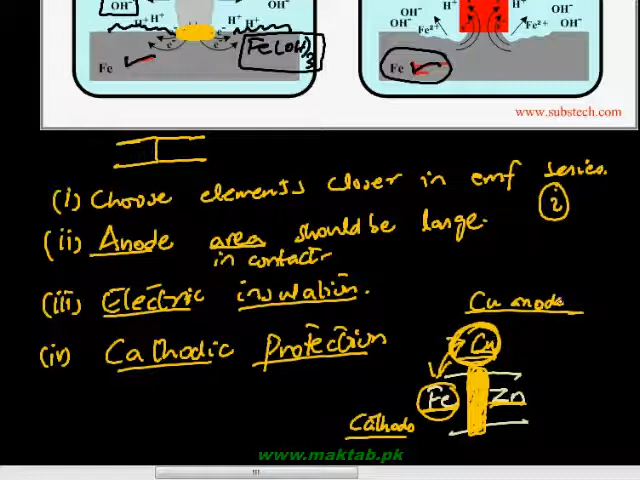 OH⁻ OH⁻ OH⁻ OH⁻
H⁺ H⁺ H⁺ H⁺ OH⁻ Fe²⁺ Fe²⁺ OH⁻
e⁻ e⁻ e⁻ e⁻ Fe(OH)3
Fe Fe
www.substech.com
(i) Choose elements closer in emf series.
(ii) Anode area should be large.
in contact
(iii) Electric insulation.
Cu anode
(iv) Cathodic Protection
Cu
Fe Zn
Cathode
www.maktab.pk